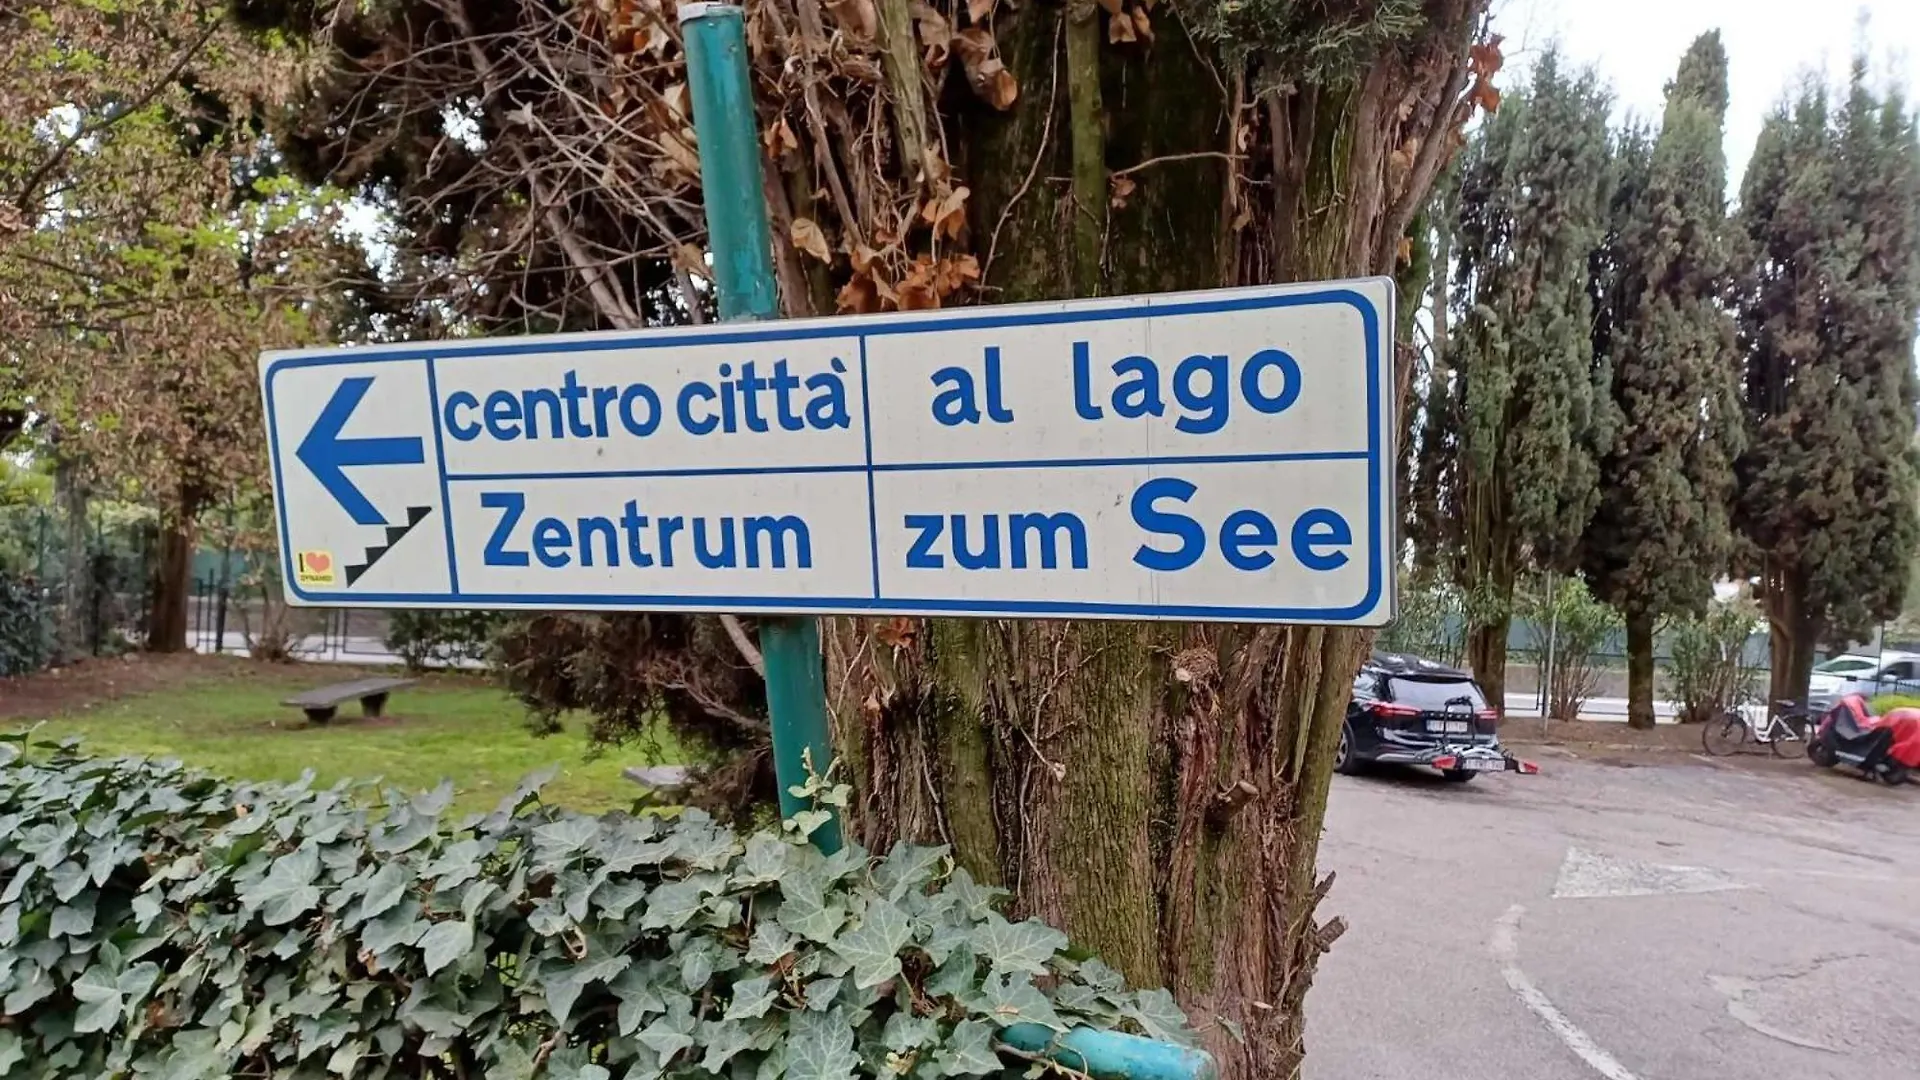 centro città
al lago
Zentrum
zum See
I ❤